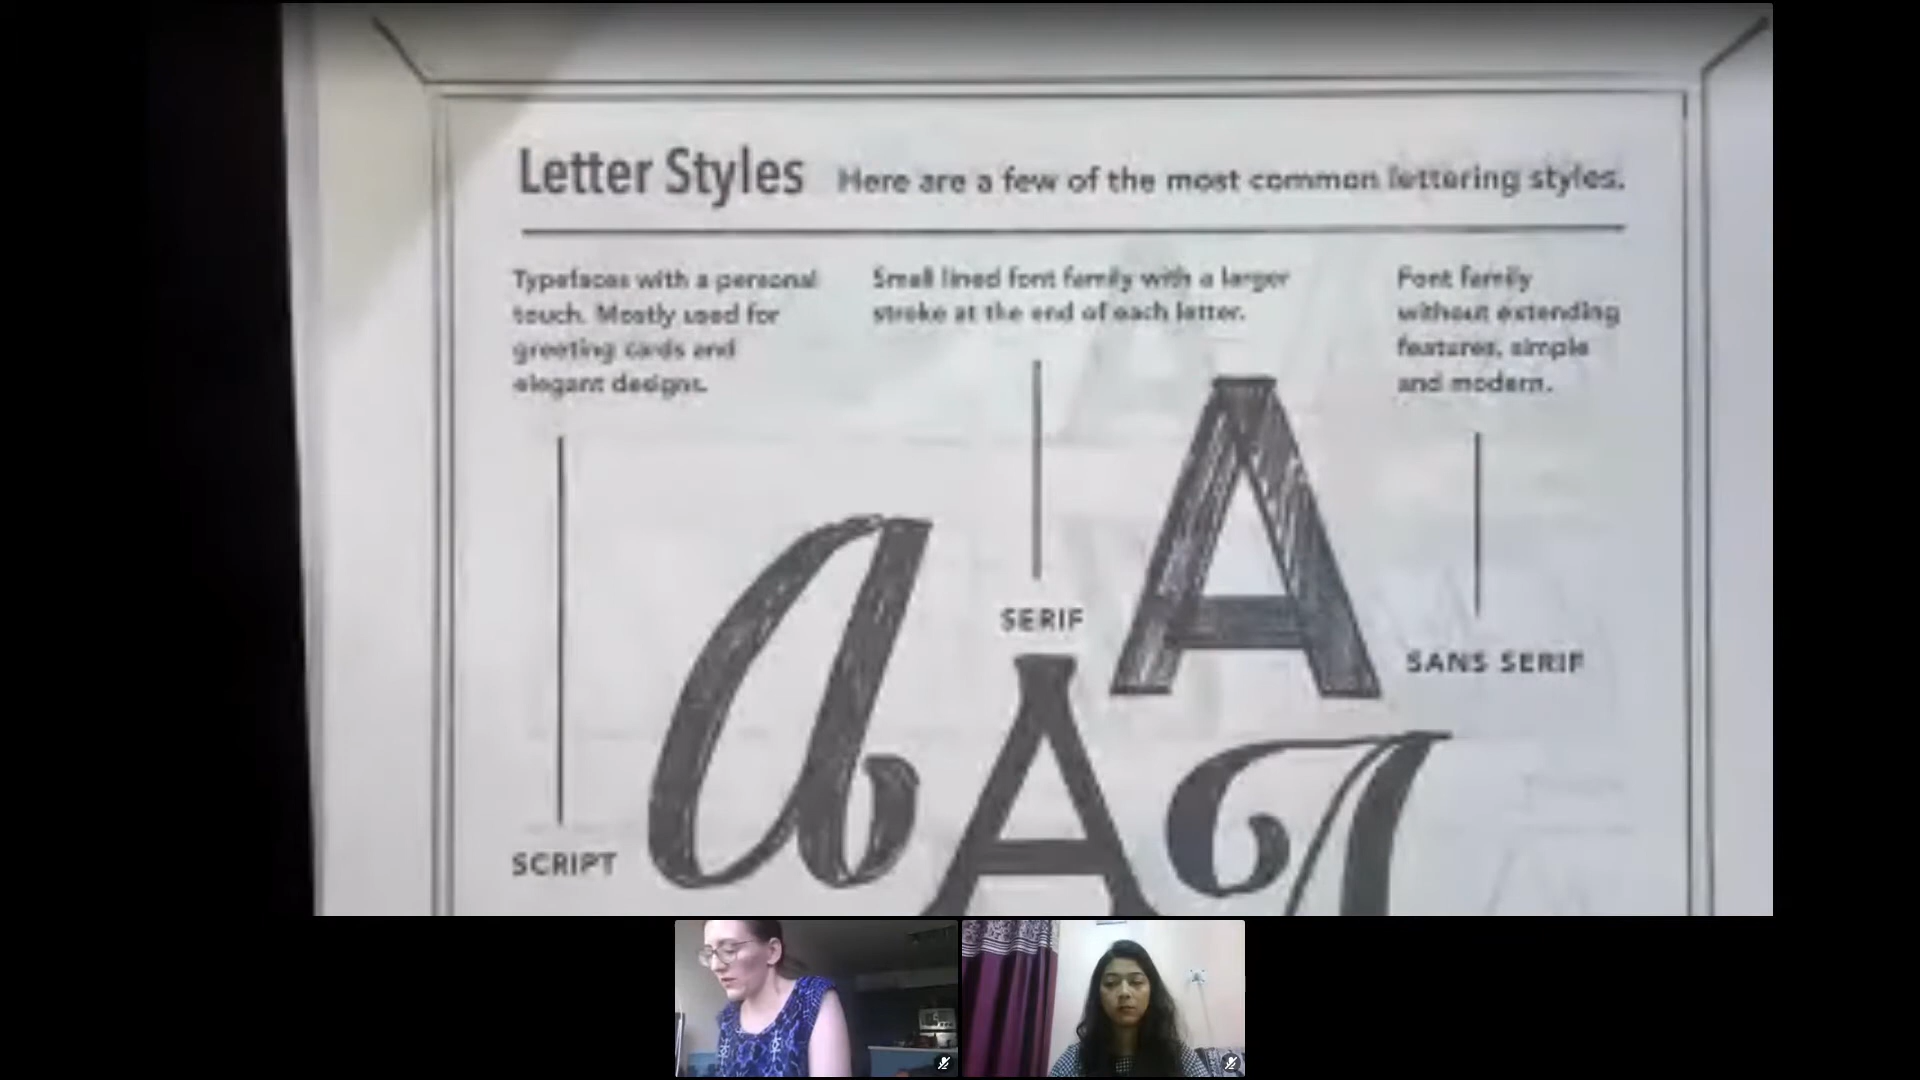 Letter Styles Here are a few of the most common lettering styles.
Typefaces with a personal
touch. Mostly used for
greeting cards and
elegant designs.
Small lined font family with a larger
stroke at the end of each letter.
Font family
without extending
features, simple
and modern.
SERIF
SANS SERIF
SCRIPT
A
A
A